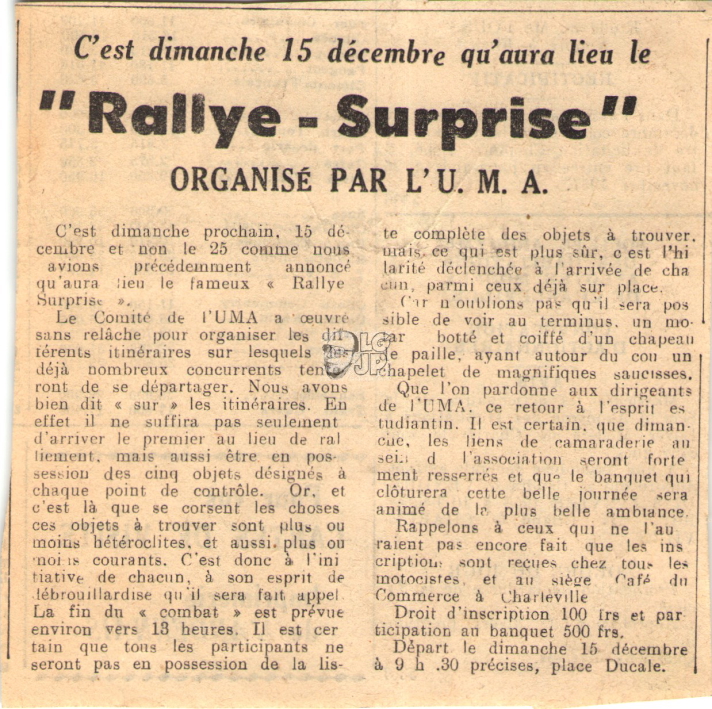 C'est dimanche 15 décembre qu'aura lieu le
"Rallye - Surprise"
ORGANISÉ PAR L'U. M. A.
C'est dimanche prochain, 15 dé-
cembre et non le 25 comme nous
avions précédemment annoncé
qu'aura lieu le fameux « Rallye
Surprise ».
Le Comité de l'UMA a œuvré
sans relâche pour organiser les dif
férents itinéraires sur lesquels les
déjà nombreux concurrents tente
ront de se départager. Nous avons
bien dit « sur » les itinéraires. En
effet il ne suffira pas seulement
d'arriver le premier au lieu de ral
liement, mais aussi être en pos-
session des cinq objets désignés à
chaque point de contrôle. Or, et
c'est là que se corsent les choses
ces objets à trouver sont plus ou
moins hétéroclites, et aussi plus ou
moins courants. C'est donc à l'ini
tiative de chacun, à son esprit de
débrouillardise qu'il sera fait appel
La fin du « combat » est prévue
environ vers 13 heures. Il est cer
tain que tous les participants ne
seront pas en possession de la lis-
te complète des objets à trouver,
mais ce qui est plus sûr, c'est l'hi
larité déclenchée à l'arrivée de cha
cun, parmi ceux déjà sur place.
Car n'oublions pas qu'il sera pos
sible de voir au terminus, un mo-
botté et coiffé d'un chapeau
de paille, ayant autour du cou un
chapelet de magnifiques saucisses.
Que l'on pardonne aux dirigeants
de l'UMA, ce retour à l'esprit es
tudiantin. Il est certain, que diman-
che, les liens de camaraderie au
sein d l'association seront forte
ment resserrés et que le banquet qui
clôturera cette belle journée sera
animé de la plus belle ambiance.
Rappelons à ceux qui ne l'au
raient pas encore fait que les ins
cription: sont reçues chez tous les
motocistes, et au siège Café du
Commerce à Charleville
Droit d'inscription 100 frs et par
ticipation au banquet 500 frs.
Départ le dimanche 15 décembre
à 9 h .30 précises, place Ducale.
LG
JP